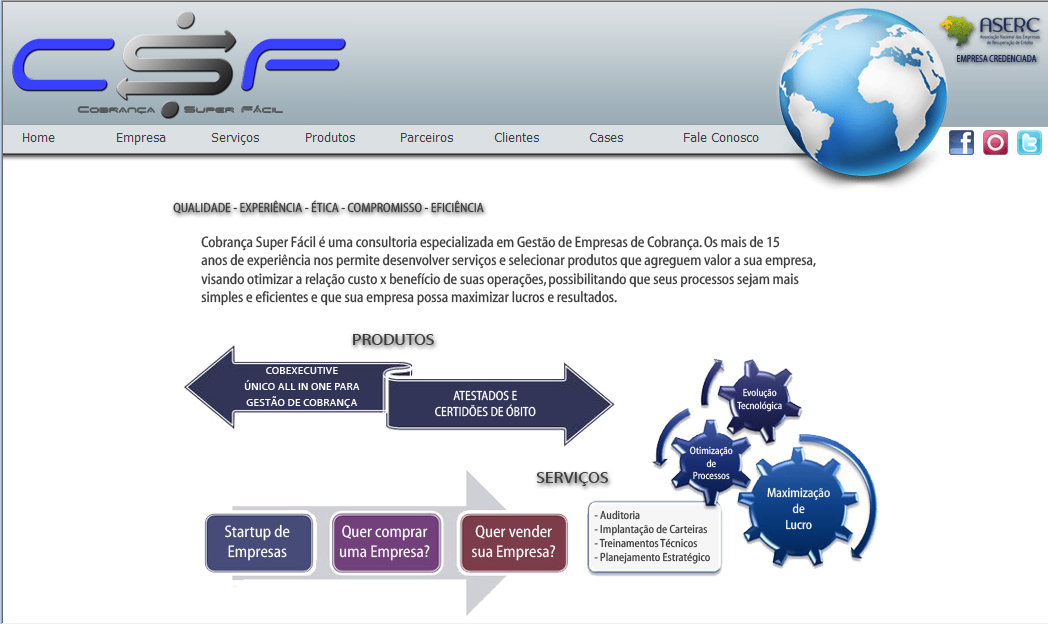 CSF
COBRANÇA SUPER FÁCIL
ASERC
Associação Nacional das Empresas
de Recuperação de Crédito
EMPRESA CREDENCIADA
Home Empresa Serviços Produtos Parceiros Clientes Cases Fale Conosco
QUALIDADE - EXPERIÊNCIA - ÉTICA - COMPROMISSO - EFICIÊNCIA
Cobrança Super Fácil é uma consultoria especializada em Gestão de Empresas de Cobrança. Os mais de 15
anos de experiência nos permite desenvolver serviços e selecionar produtos que agreguem valor a sua empresa,
visando otimizar a relação custo x benefício de suas operações, possibilitando que seus processos sejam mais
simples e eficientes e que sua empresa possa maximizar lucros e resultados.
PRODUTOS
COBEXECUTIVE
ÚNICO ALL IN ONE PARA
GESTÃO DE COBRANÇA
ATESTADOS E
CERTIDÕES DE ÓBITO
Evolução
Tecnológica
Otimização
de
Processos
Maximização
de
Lucro
SERVIÇOS
Startup de
Empresas
Quer comprar
uma Empresa?
Quer vender
sua Empresa?
- Auditoria
- Implantação de Carteiras
- Treinamentos Técnicos
- Planejamento Estratégico